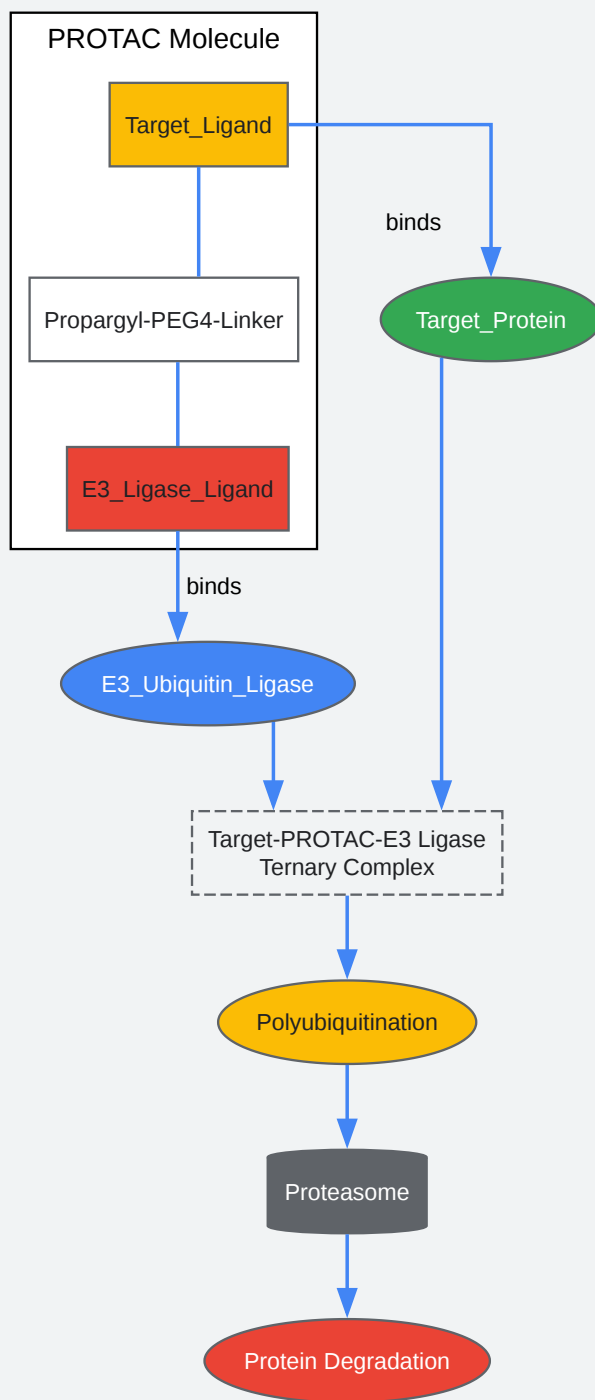 PROTAC Molecule
Target_Ligand
binds
Propargyl-PEG4-Linker
Target_Protein
E3_Ligase_Ligand
binds
E3_Ubiquitin_Ligase
Target-PROTAC-E3 Ligase
Ternary Complex
Polyubiquitination
Proteasome
Protein Degradation